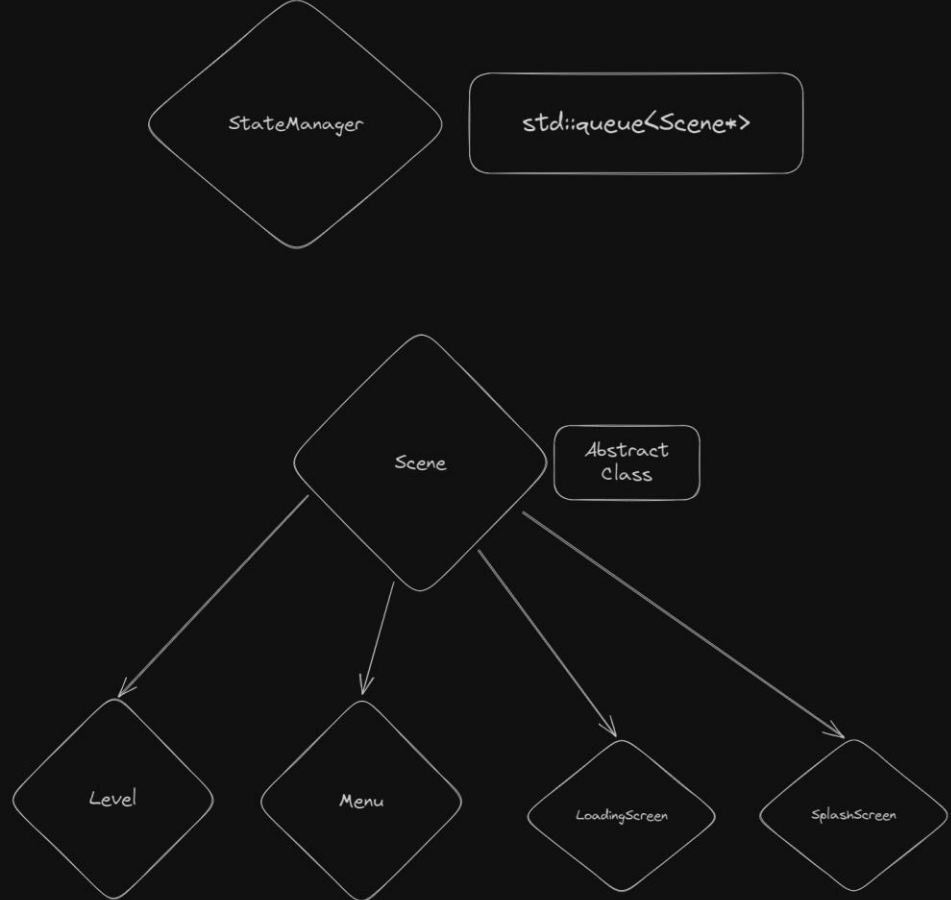 StateManager
std::queue<Scene*>
Scene
Abstract
Class
Level
Menu
LoadingScreen
SplashScreen